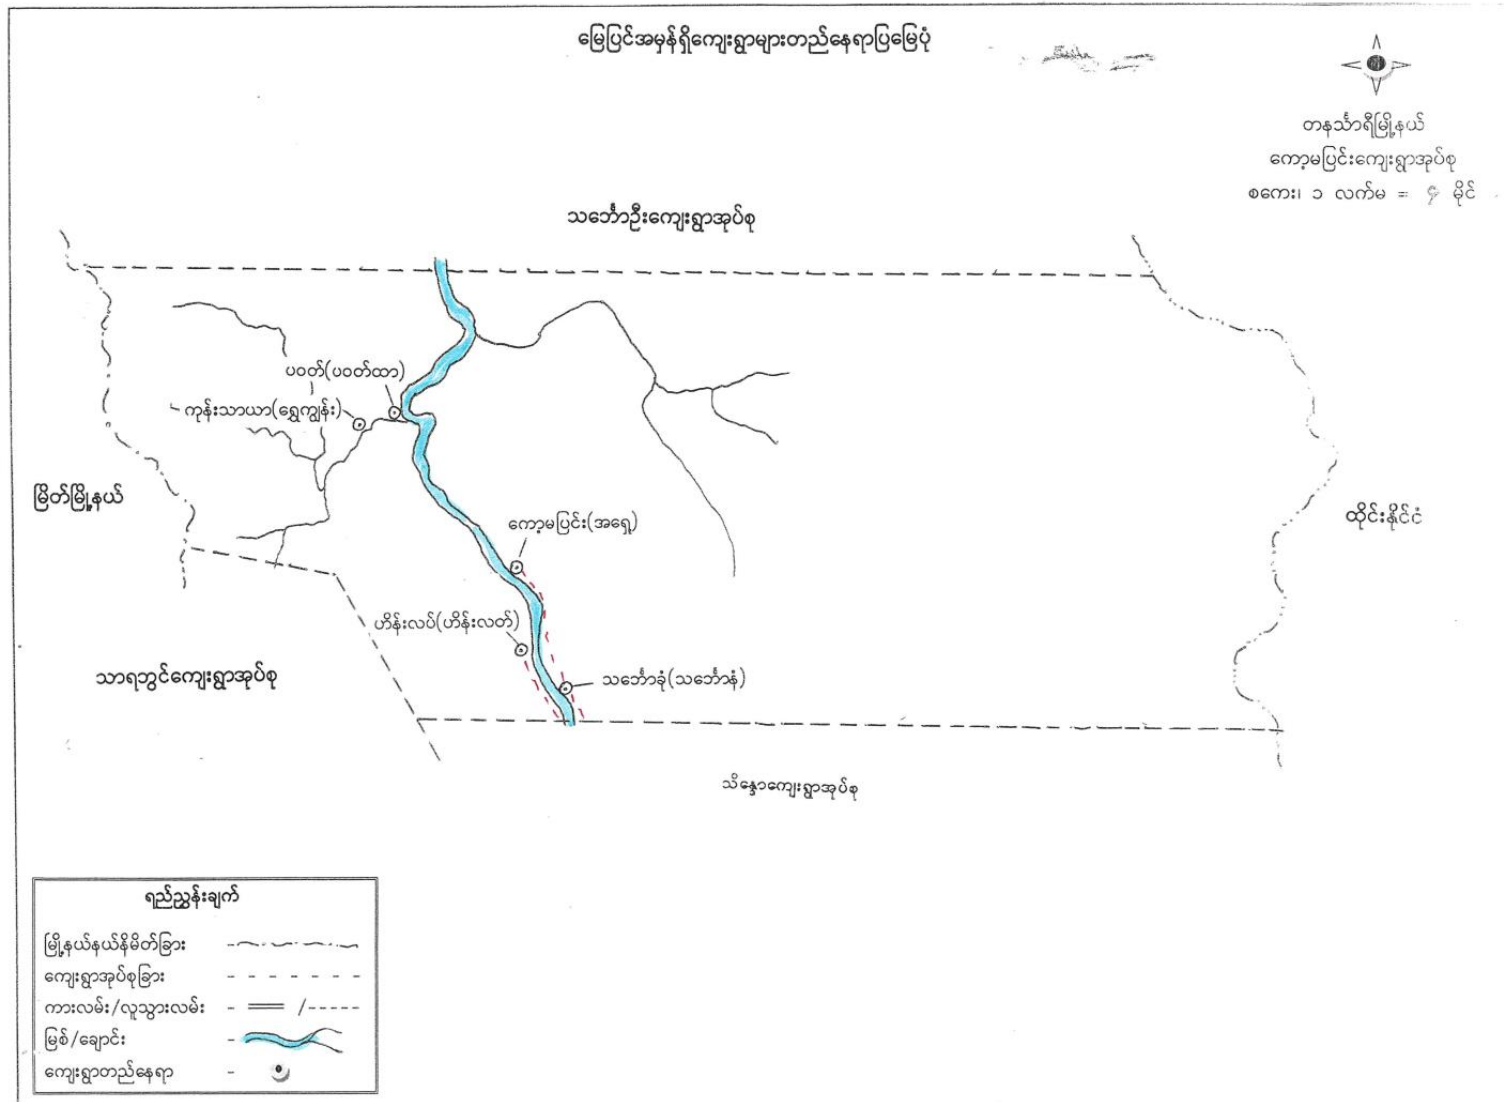 မြေပြင်အမှန်ရှိကျေးရွာများတည်နေရာပြမြေပုံ
တနင်္သာရီမြို့နယ်
ကော့မပြင်းကျေးရွာအုပ်စု
စကေး၊ ၁ လက်မ = မိုင်
သင်္ဘောဦးကျေးရွာအုပ်စု
ပဝတ်(ပဝတ်ထာ)
ကုန်းသာယာ(ရွှေကျွန်း)
မြိတ်မြို့နယ်
ထိုင်းနိုင်ငံ
ကော့မပြင်း(အရှေ့)
ဟိန်းလပ်(ဟိန်းလတ်)
သာရဘွင်ကျေးရွာအုပ်စု
သင်္ဘောခုံ(သင်္ဘောနံ)
သိန္ဒောကျေးရွာအုပ်စု
ရည်ညွှန်းချက်
မြို့နယ်နယ်နိမိတ်ခြား -
ကျေးရွာအုပ်စုခြား -
ကားလမ်း/လူသွားလမ်း - /
မြစ်/ချောင်း -
ကျေးရွာတည်နေရာ -